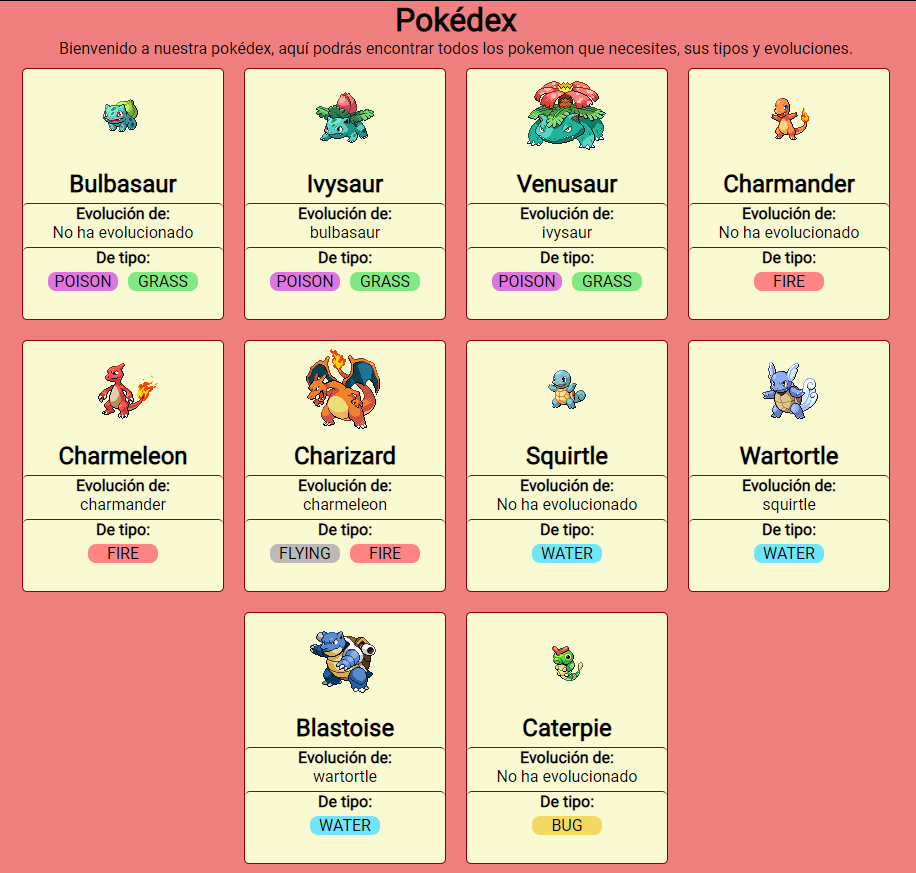 Pokédex
Bienvenido a nuestra pokédex, aquí podrás encontrar todos los pokemon que necesites, sus tipos y evoluciones.
Bulbasaur
Evolución de:
No ha evolucionado
De tipo:
POISON GRASS
Ivysaur
Evolución de:
bulbasaur
De tipo:
POISON GRASS
Venusaur
Evolución de:
ivysaur
De tipo:
POISON GRASS
Charmander
Evolución de:
No ha evolucionado
De tipo:
FIRE
Charmeleon
Evolución de:
charmander
De tipo:
FIRE
Charizard
Evolución de:
charmeleon
De tipo:
FLYING FIRE
Squirtle
Evolución de:
No ha evolucionado
De tipo:
WATER
Wartortle
Evolución de:
squirtle
De tipo:
WATER
Blastoise
Evolución de:
wartortle
De tipo:
WATER
Caterpie
Evolución de:
No ha evolucionado
De tipo:
BUG